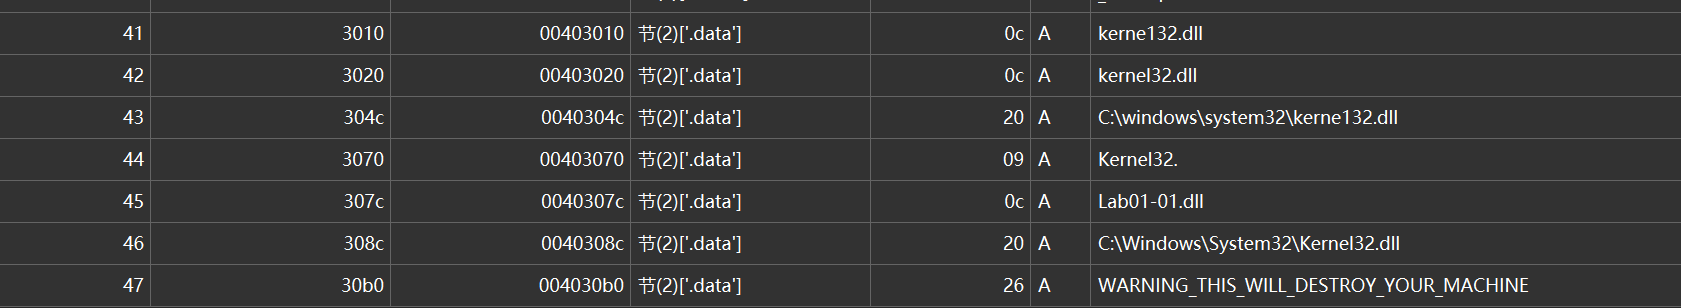 41 3010 00403010 节(2)['.data'] 0c A kerne132.dll
42 3020 00403020 节(2)['.data'] 0c A kernel32.dll
43 304c 0040304c 节(2)['.data'] 20 A C:\windows\system32\kerne132.dll
44 3070 00403070 节(2)['.data'] 09 A Kernel32.
45 307c 0040307c 节(2)['.data'] 0c A Lab01-01.dll
46 308c 0040308c 节(2)['.data'] 20 A C:\Windows\System32\Kernel32.dll
47 30b0 004030b0 节(2)['.data'] 26 A WARNING_THIS_WILL_DESTROY_YOUR_MACHINE